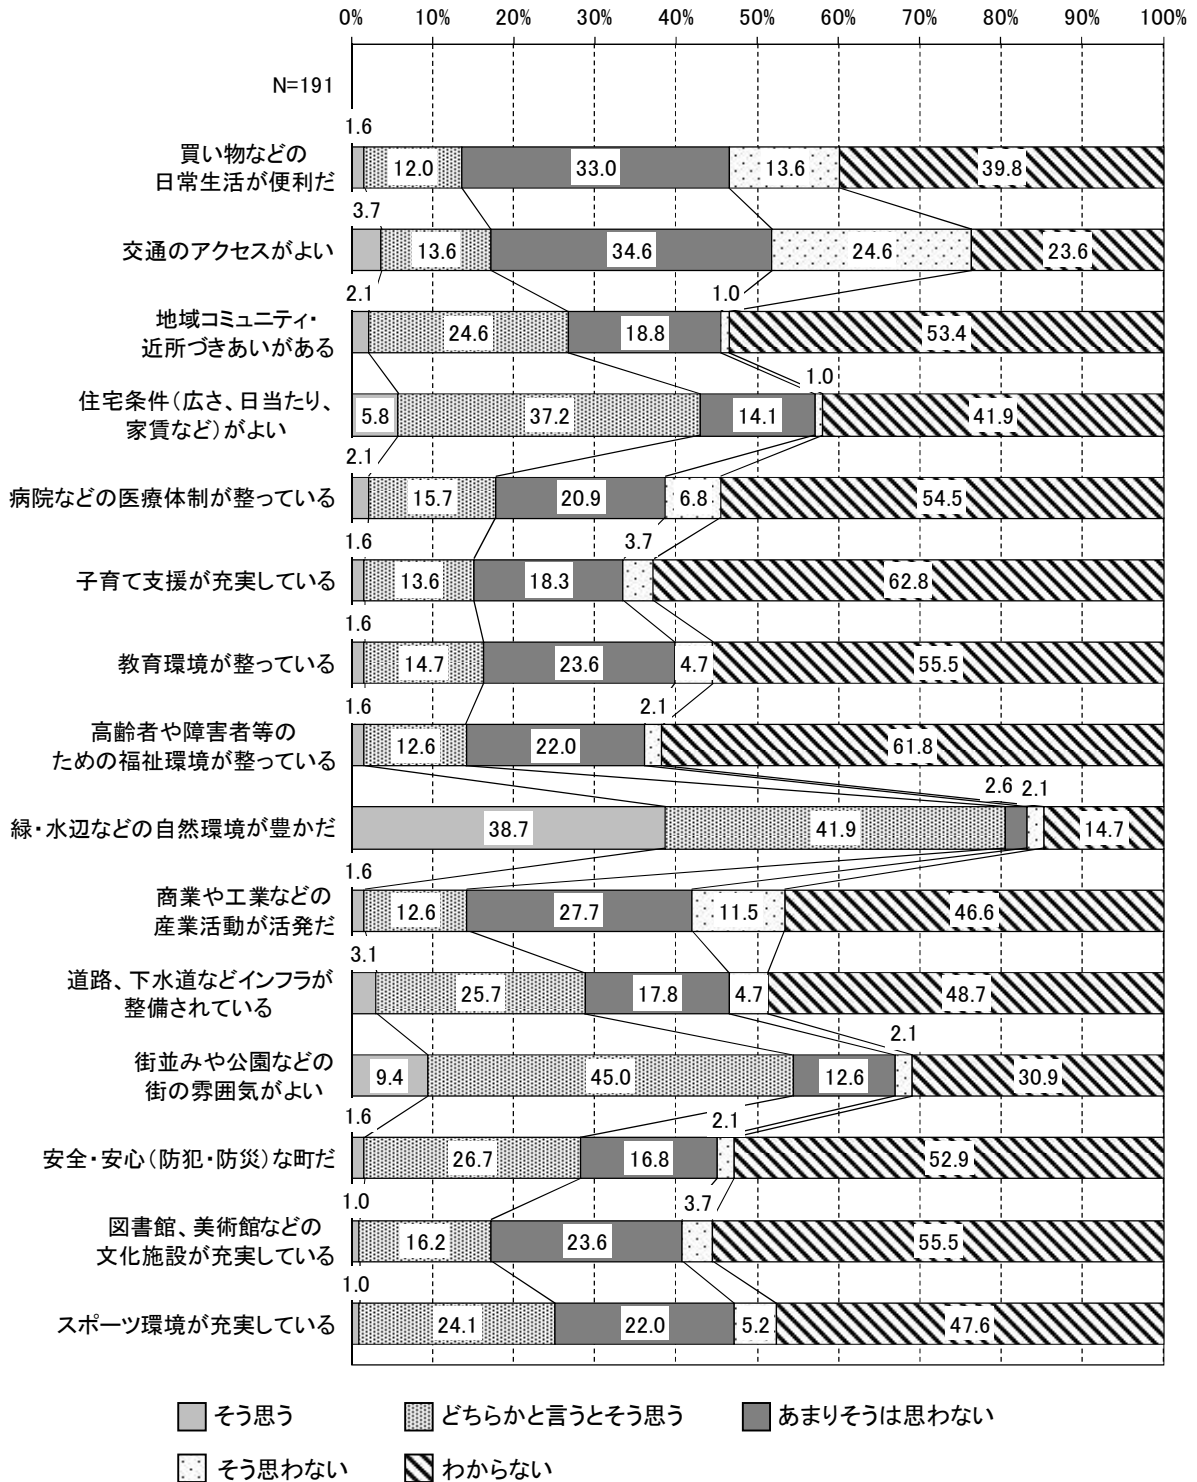 0% 10% 20% 30% 40% 50% 60% 70% 80% 90% 100%
N=191
1.6
買い物などの
日常生活が便利だ
12.0 33.0 13.6 39.8
3.7
交通のアクセスがよい
13.6 34.6 24.6 23.6
2.1 1.0
地域コミュニティ・
近所づきあいがある
24.6 18.8 53.4
1.0
住宅条件(広さ、日当たり、
家賃など)がよい
5.8 37.2 14.1 41.9
2.1
病院などの医療体制が整っている
15.7 20.9 6.8 54.5
1.6 3.7
子育て支援が充実している
13.6 18.3 62.8
1.6
教育環境が整っている
14.7 23.6 4.7 55.5
1.6 2.1
高齢者や障害者等の
ための福祉環境が整っている
12.6 22.0 61.8
2.6 2.1
緑・水辺などの自然環境が豊かだ
38.7 41.9 14.7
1.6
商業や工業などの
産業活動が活発だ
12.6 27.7 11.5 46.6
3.1
道路、下水道などインフラが
整備されている
25.7 17.8 4.7 48.7
2.1
街並みや公園などの
街の雰囲気がよい
9.4 45.0 12.6 30.9
1.6 2.1
安全・安心(防犯・防災)な町だ
26.7 16.8 52.9
1.0 3.7
図書館、美術館などの
文化施設が充実している
16.2 23.6 55.5
1.0
スポーツ環境が充実している
24.1 22.0 5.2 47.6
そう思う どちらかと言うとそう思う あまりそうは思わない
そう思わない わからない